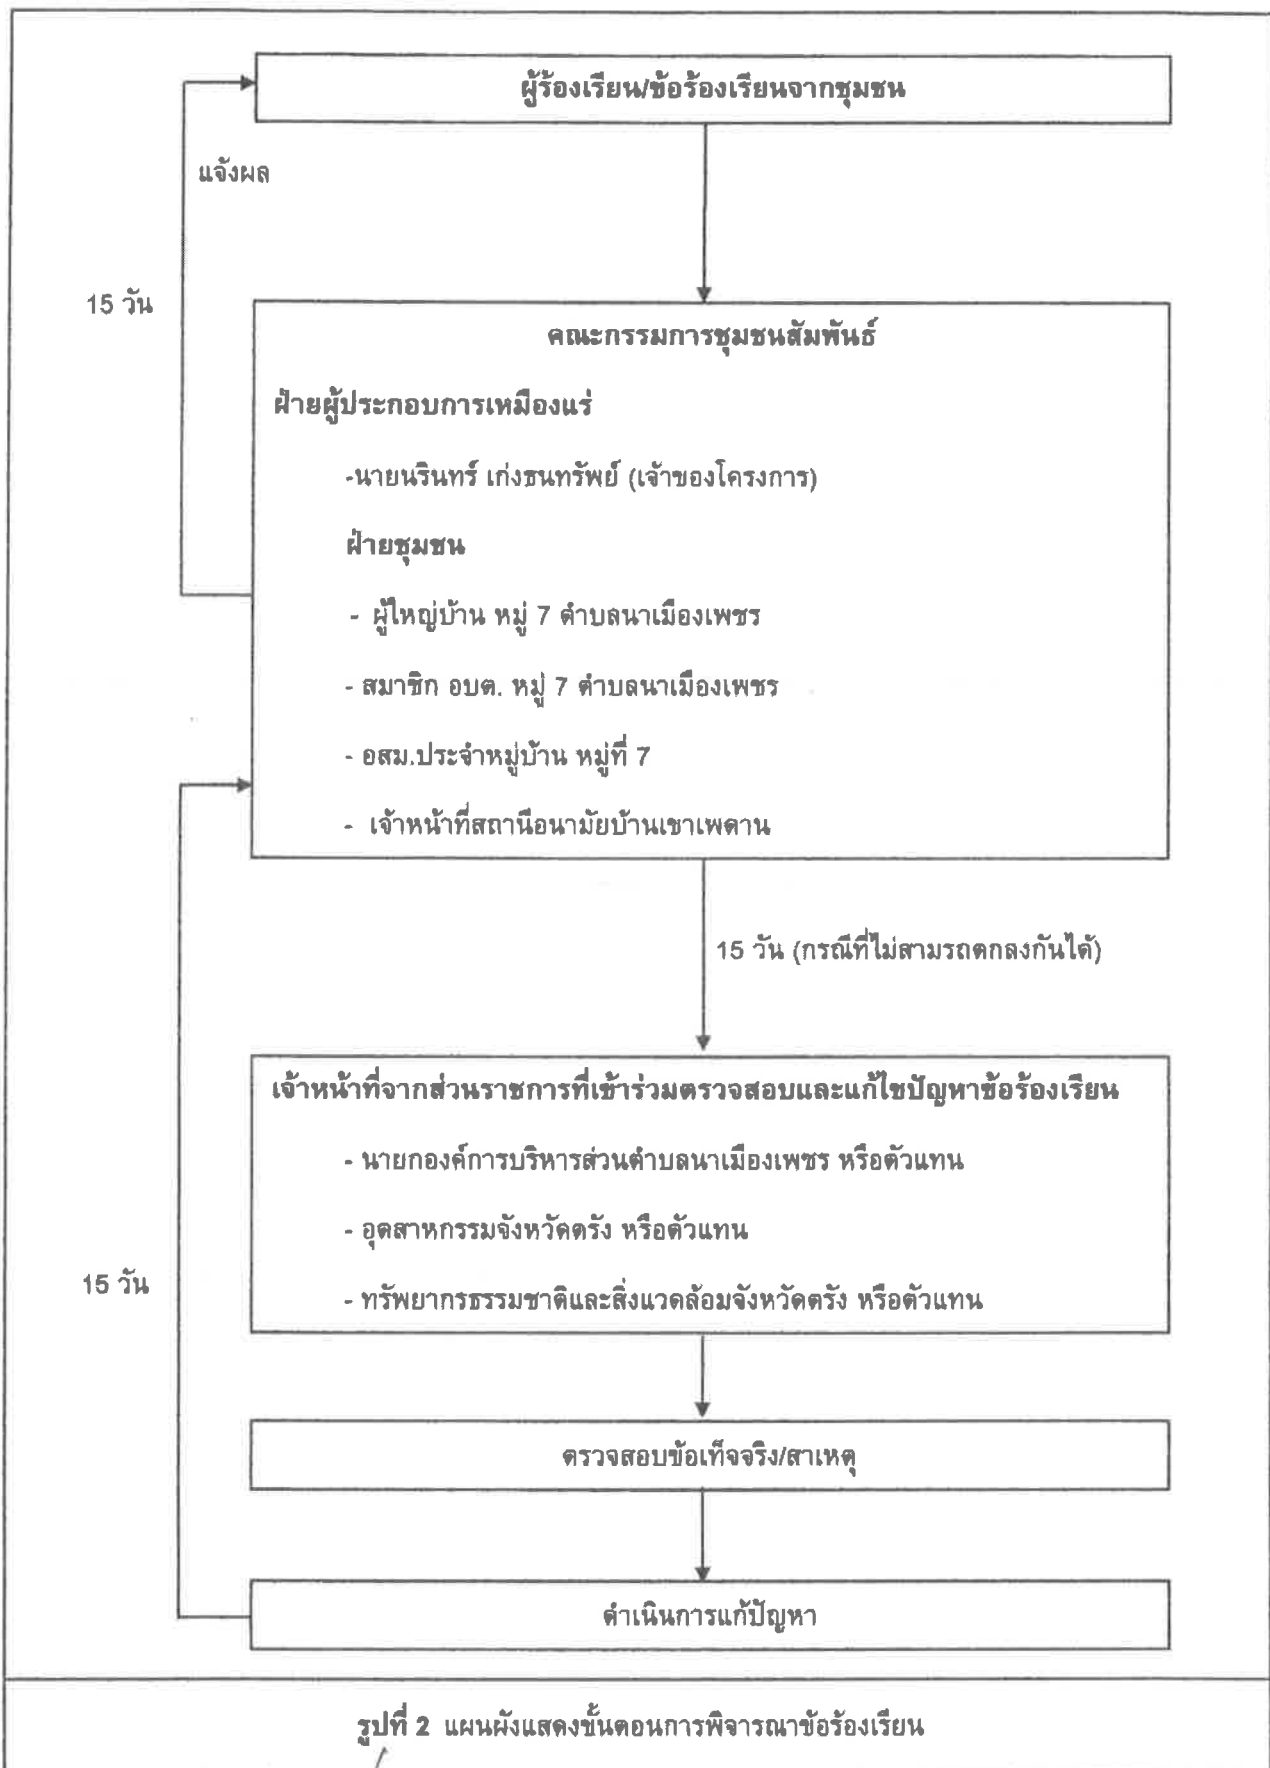 ผู้ร้องเรียน/ข้อร้องเรียนจากชุมชน
แจ้งผล
15 วัน
คณะกรรมการชุมชนสัมพันธ์
ฝ่ายผู้ประกอบการเหมืองแร่
-นายนรินทร์ เก่งธนทรัพย์ (เจ้าของโครงการ)
ฝ่ายชุมชน
- ผู้ใหญ่บ้าน หมู่ 7 ตำบลนาเมืองเพชร
- สมาชิก อบต. หมู่ 7 ตำบลนาเมืองเพชร
- อสม.ประจำหมู่บ้าน หมู่ที่ 7
- เจ้าหน้าที่สถานีอนามัยบ้านเขาเพดาน
15 วัน (กรณีที่ไม่สามรถตกลงกันได้)
เจ้าหน้าที่จากส่วนราชการที่เข้าร่วมตรวจสอบและแก้ไขปัญหาข้อร้องเรียน
- นายกองค์การบริหารส่วนตำบลนาเมืองเพชร หรือตัวแทน
- อุตสาหกรรมจังหวัดตรัง หรือตัวแทน
- ทรัพยากรธรรมชาติและสิ่งแวดล้อมจังหวัดตรัง หรือตัวแทน
15 วัน
ตรวจสอบข้อเท็จจริง/สาเหตุ
ดำเนินการแก้ปัญหา
รูปที่ 2 แผนผังแสดงขั้นตอนการพิจารณาข้อร้องเรียน